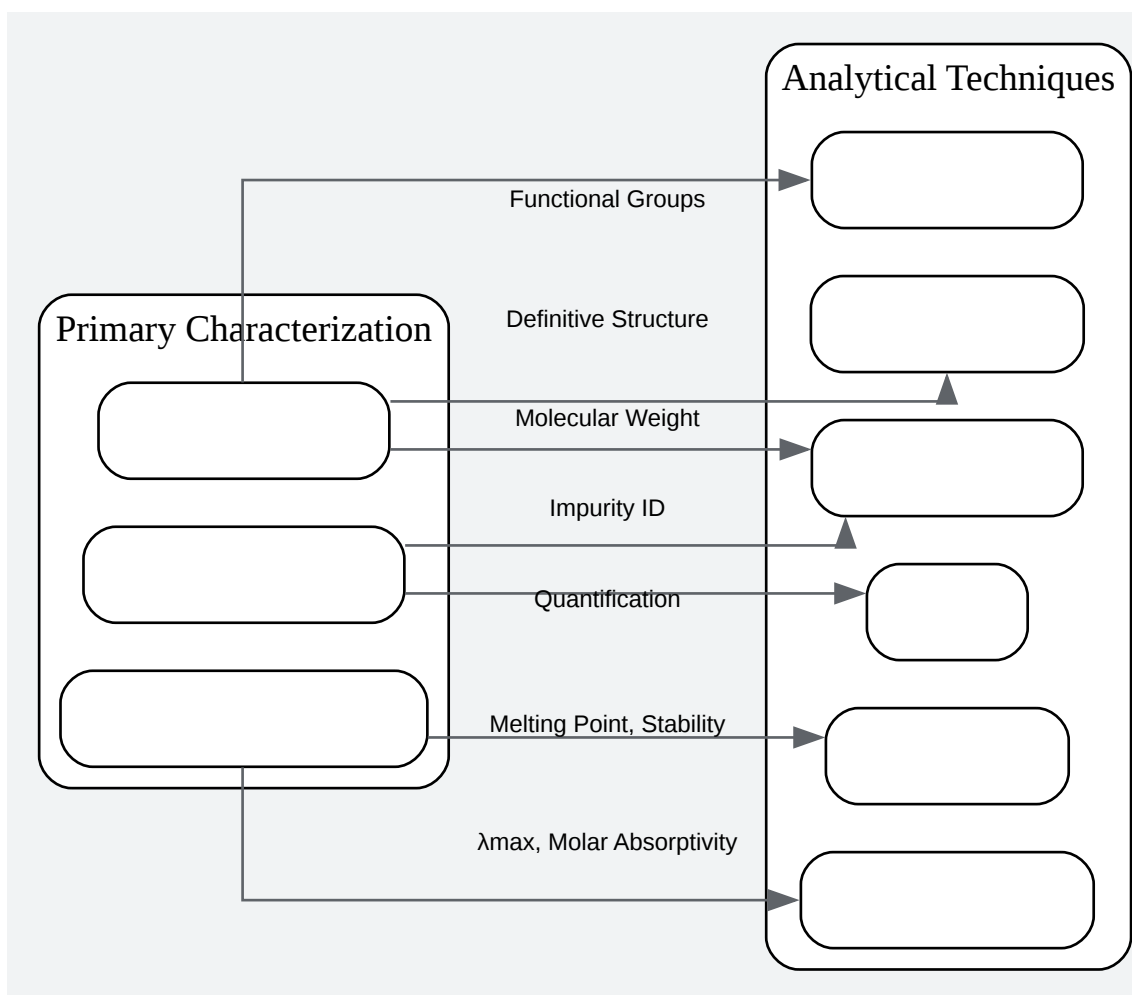 Analytical Techniques
Functional Groups
Definitive Structure
Primary Characterization
Molecular Weight
Impurity ID
Quantification
Melting Point, Stability
λmax, Molar Absorptivity